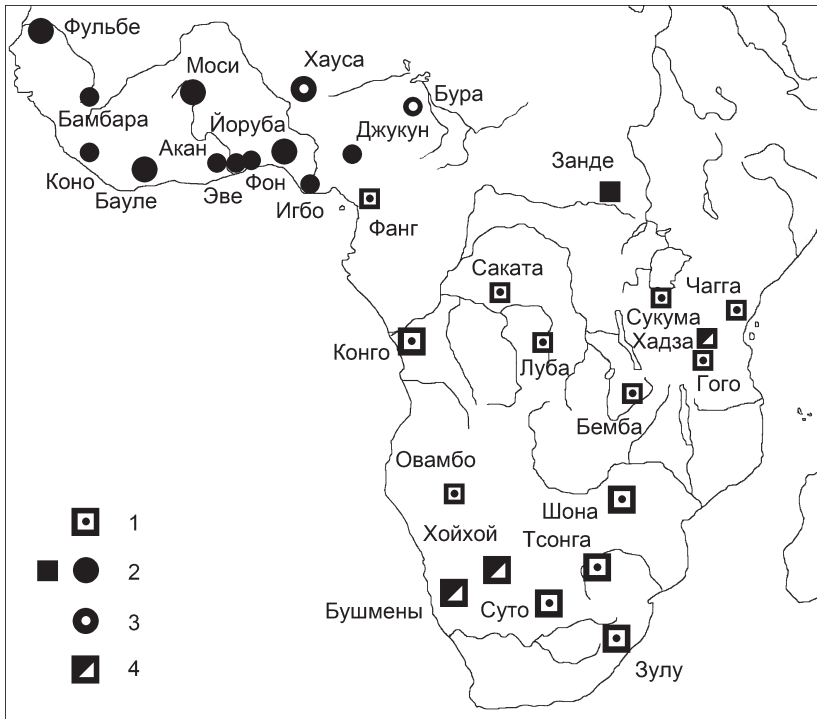 Фульбе
Моси
Хауса
Бура
Бамбара
Йоруба
Джукун
Акан
Занде
Коно
Бауле
Эве
Фон
Игбо
Фанг
Саката
Чагга
Сукума
Хадза
Конго
Луба
Гого
Бемба
Овамбо
Шона
1
Хойхой
Тсонга
2
Бушмены
Суто
3
4
Зулу